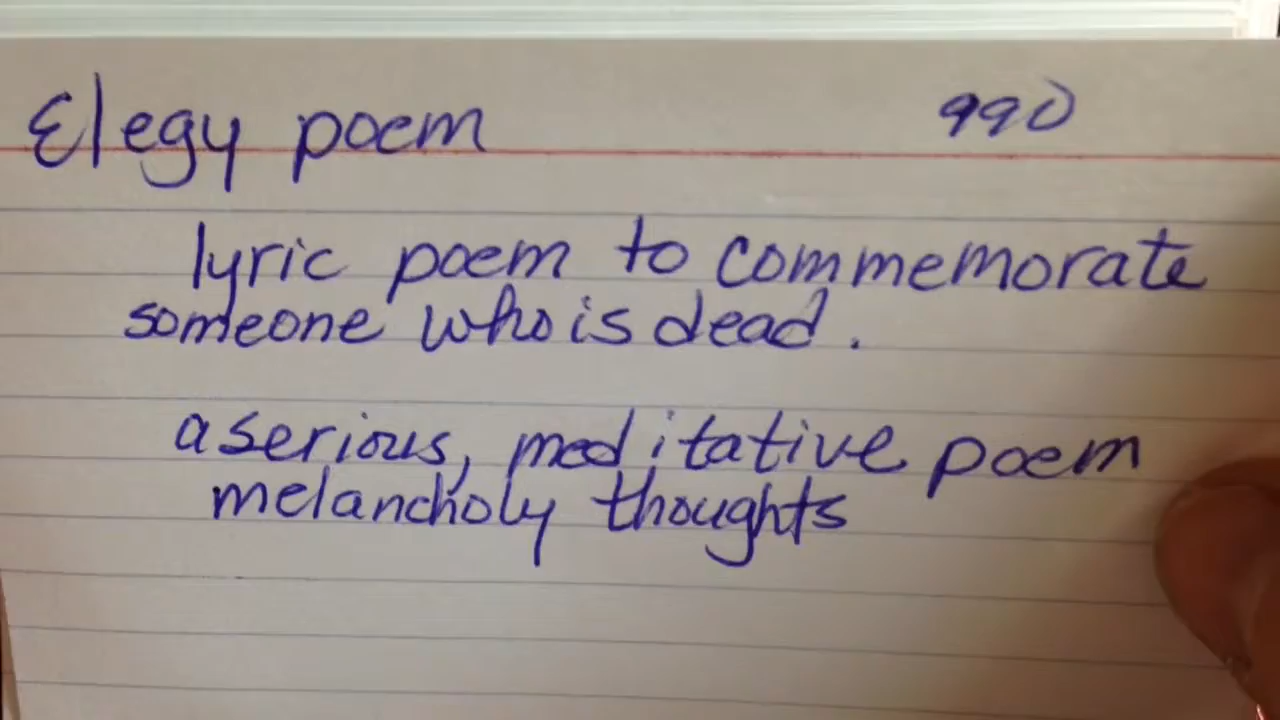 Elegy poem 990
lyric poem to commemorate
someone who is dead.
a serious, meditative poem
melancholy thoughts